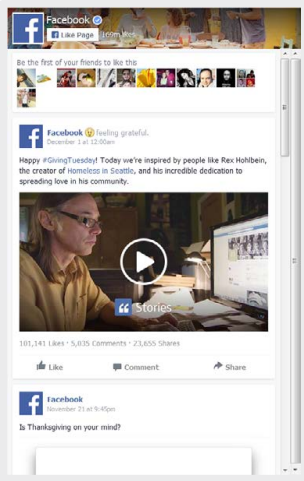 Facebook
Like Page 169m likes
Be the first of your friends to like this
Facebook feeling grateful.
December 1 at 12:00am
Happy #GivingTuesday! Today we're inspired by people like Rex Hohlbein,
the creator of Homeless in Seattle, and his incredible dedication to
spreading love in his community.
Stories
101,141 Likes · 5,035 Comments · 23,655 Shares
Like Comment Share
Facebook
November 21 at 9:45pm
Is Thanksgiving on your mind?